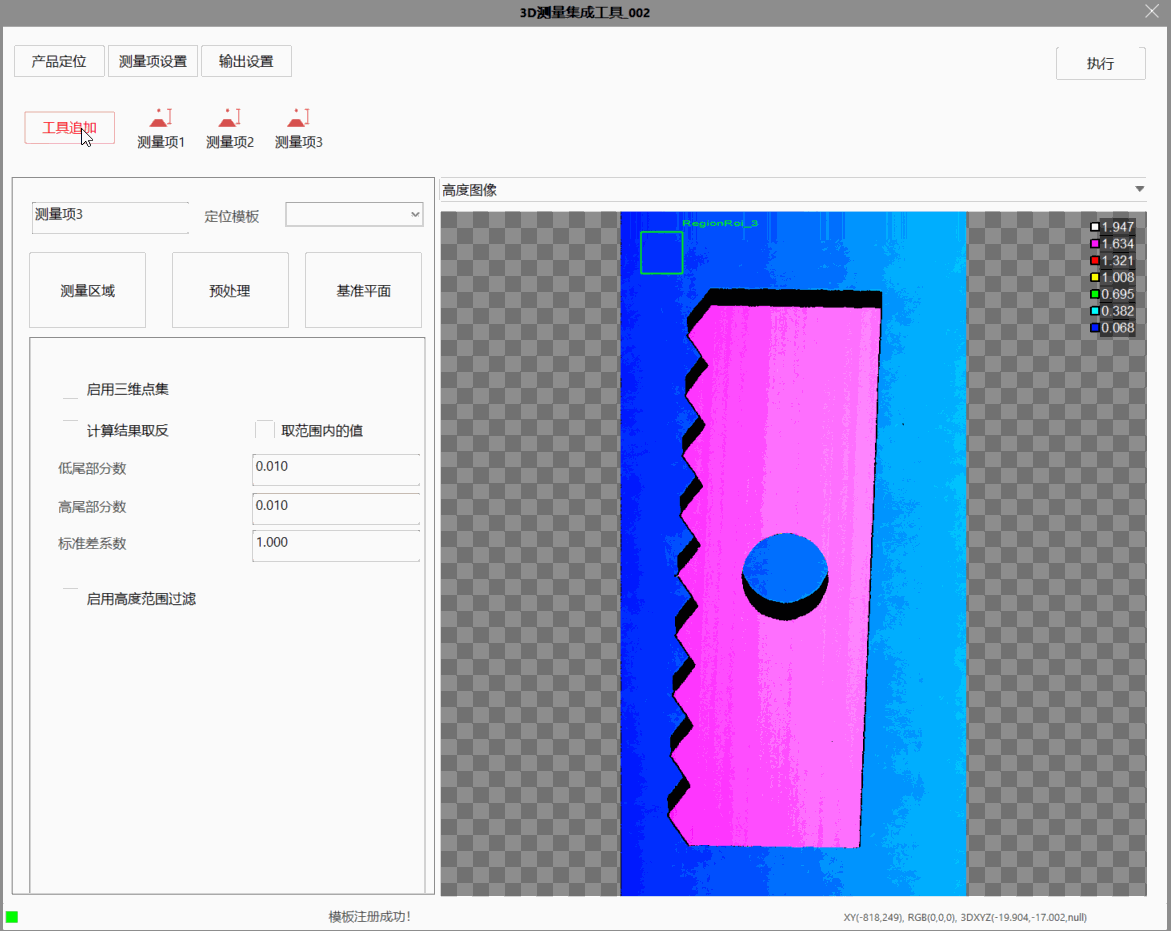 3D测量集成工具_002
产品定位 测量项设置 输出设置 执行
工具追加 测量项1 测量项2 测量项3
测量项3 定位模板
测量区域 预处理 基准平面
启用三维点集
计算结果取反 取范围内的值
低尾部分数 0.010
高尾部分数 0.010
标准差系数 1.000
启用高度范围过滤
高度图像
RegionRoi_3
1.947
1.634
1.321
1.008
0.695
0.382
0.068
模板注册成功!
XY(-818,249), RGB(0,0,0), 3DXYZ(-19.904,-17.002,null)